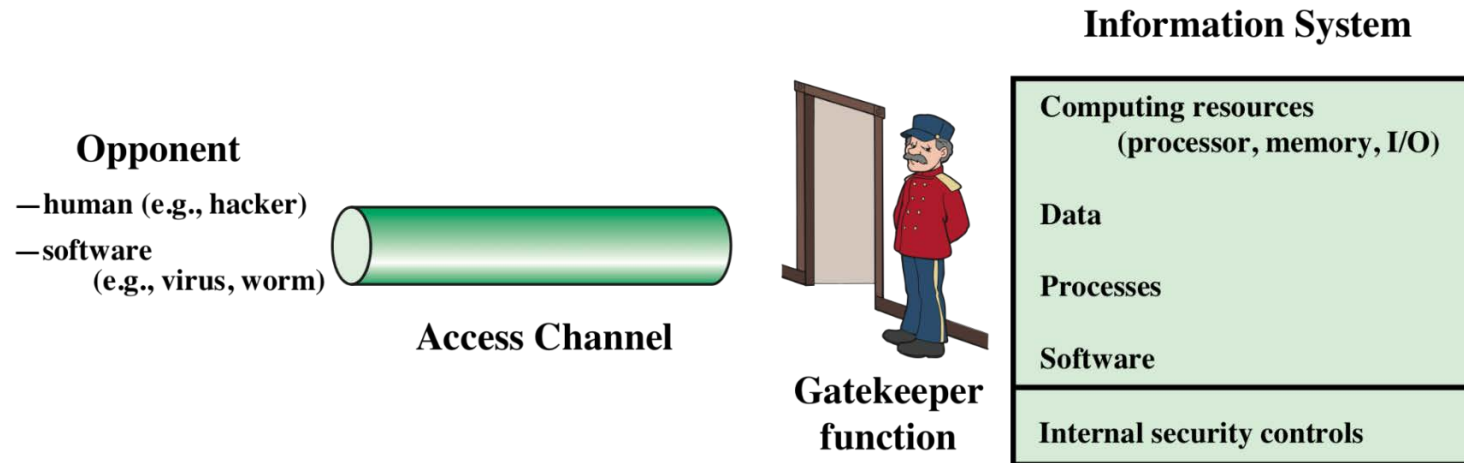 Information System
Opponent
—human (e.g., hacker)
—software
(e.g., virus, worm)
Access Channel
Gatekeeper
function
Computing resources
(processor, memory, I/O)
Data
Processes
Software
Internal security controls